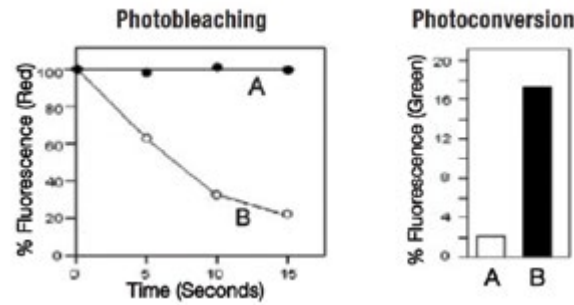 Photobleaching
% Fluorescence (Red)
100
80
60
40
20
0
A
B
0 5 10 15
Time (Seconds)
Photoconversion
% Fluorescence (Green)
20
16
12
8
4
0
A B